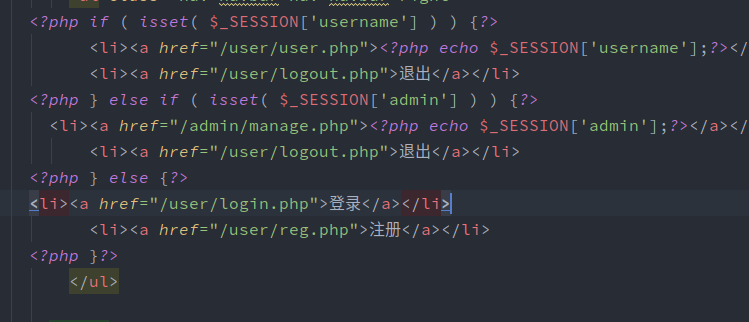 <?php if ( isset( $_SESSION['username'] ) ) {?>
<li><a href="/user/user.php"><?php echo $_SESSION['username'];?></
<li><a href="/user/logout.php">退出</a></li>
<?php } else if ( isset( $_SESSION['admin'] ) ) {?>
<li><a href="/admin/manage.php"><?php echo $_SESSION['admin'];?></a></
<li><a href="/user/logout.php">退出</a></li>
<?php } else {?>
<li><a href="/user/login.php">登录</a></li>
<li><a href="/user/reg.php">注册</a></li>
<?php }?>
</ul>